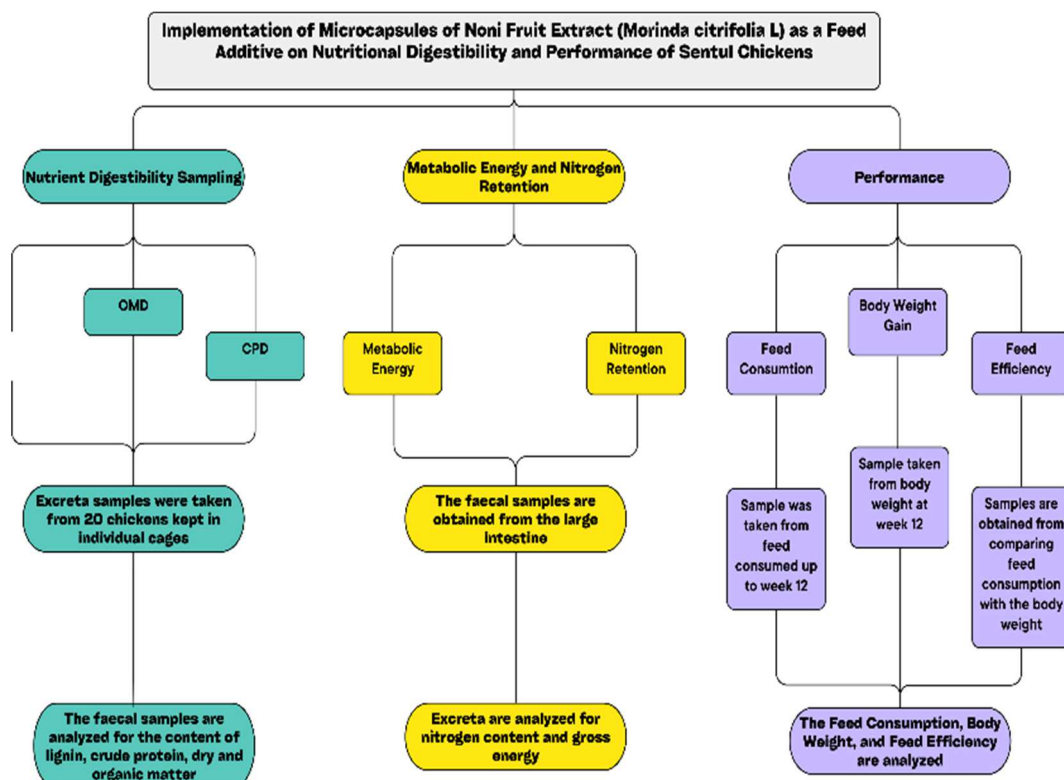 Implementation of Microcapsules of Noni Fruit Extract (Morinda citrifolia L) as a Feed
Additive on Nutritional Digestibility and Performance of Sentul Chickens
Nutrient Digestibility Sampling
OMD
CPD
Excreta samples were taken
from 20 chickens kept in
individual cages
The faecal samples are
analyzed for the content of
lignin, crude protein, dry and
organic matter
Metabolic Energy and Nitrogen
Retention
Metabolic
Energy
Nitrogen
Retention
The faecal samples are
obtained from the large
intestine
Excreta are analyzed for
nitrogen content and gross
energy
Performance
Feed
Consumtion
Body Weight
Gain
Feed
Efficiency
Sample was
taken from
feed
consumed up
to week 12
Sample taken
from body
weight at
week 12
Samples are
obtained from
comparing
feed
consumption
with the body
weight
The Feed Consumption, Body
Weight, and Feed Efficiency
are analyzed